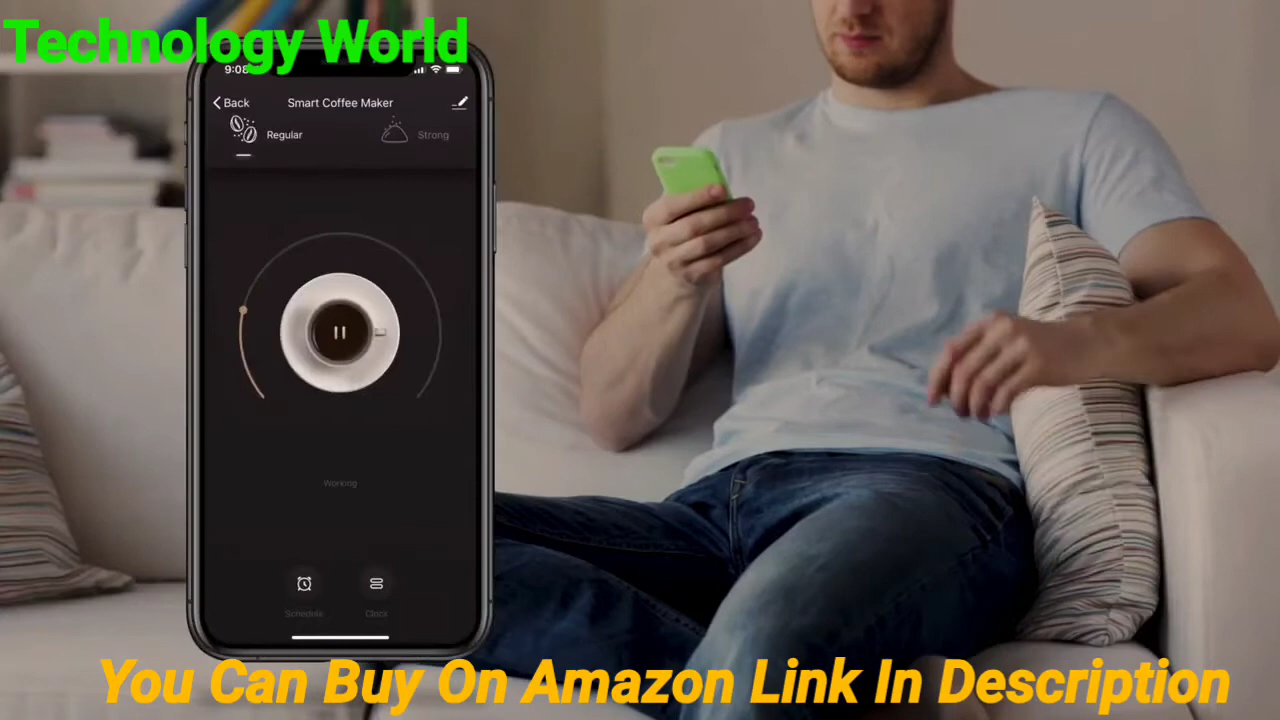 Technology World
9:08
Back
Smart Coffee Maker
Regular
Strong
Working
Schedule
Clock
You Can Buy On Amazon Link In Description